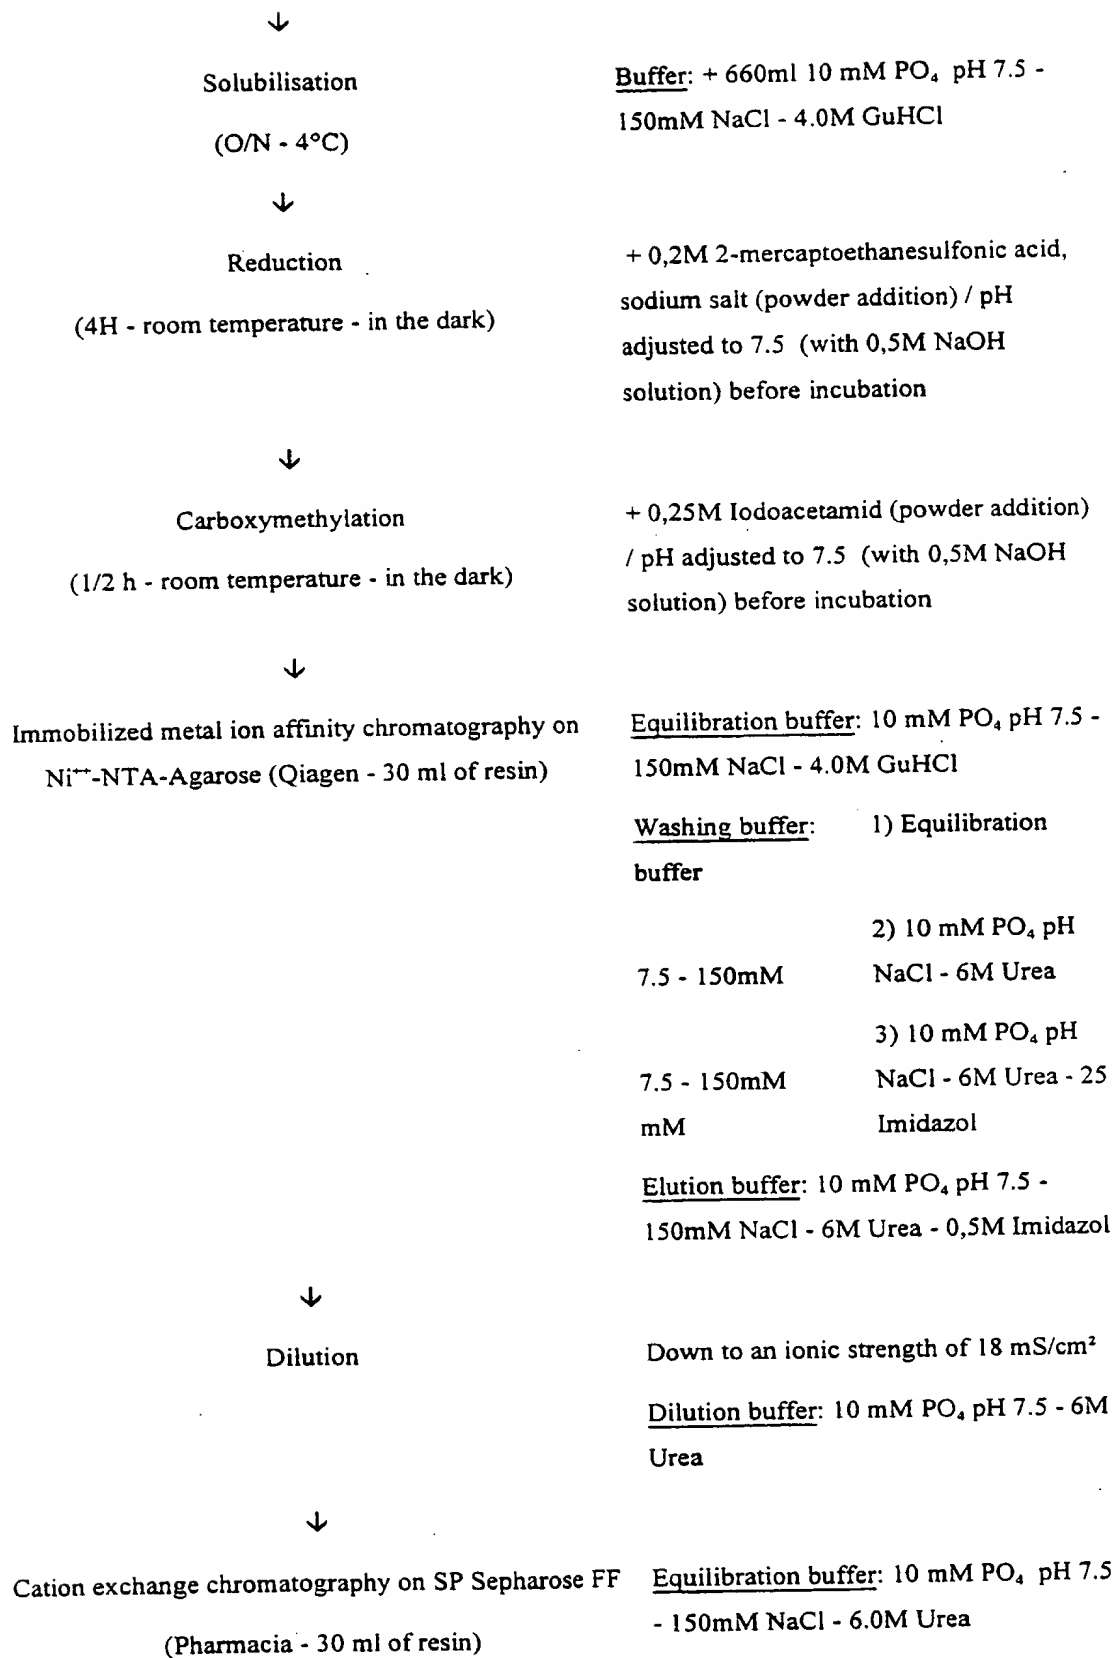 ↓
Solubilisation
(O/N - 4°C)
Buffer: + 660ml 10 mM PO₄ pH 7.5 -
150mM NaCl - 4.0M GuHCl
↓
Reduction
(4H - room temperature - in the dark)
+ 0,2M 2-mercaptoethanesulfonic acid,
sodium salt (powder addition) / pH
adjusted to 7.5 (with 0,5M NaOH
solution) before incubation
↓
Carboxymethylation
(1/2 h - room temperature - in the dark)
+ 0,25M Iodoacetamid (powder addition)
/ pH adjusted to 7.5 (with 0,5M NaOH
solution) before incubation
↓
Immobilized metal ion affinity chromatography on
Ni⁺⁺-NTA-Agarose (Qiagen - 30 ml of resin)
Equilibration buffer: 10 mM PO₄ pH 7.5 -
150mM NaCl - 4.0M GuHCl
Washing buffer: 1) Equilibration
buffer
2) 10 mM PO₄ pH
7.5 - 150mM NaCl - 6M Urea
3) 10 mM PO₄ pH
7.5 - 150mM NaCl - 6M Urea - 25
mM Imidazol
Elution buffer: 10 mM PO₄ pH 7.5 -
150mM NaCl - 6M Urea - 0,5M Imidazol
↓
Dilution
Down to an ionic strength of 18 mS/cm²
Dilution buffer: 10 mM PO₄ pH 7.5 - 6M
Urea
↓
Cation exchange chromatography on SP Sepharose FF
(Pharmacia - 30 ml of resin)
Equilibration buffer: 10 mM PO₄ pH 7.5
- 150mM NaCl - 6.0M Urea